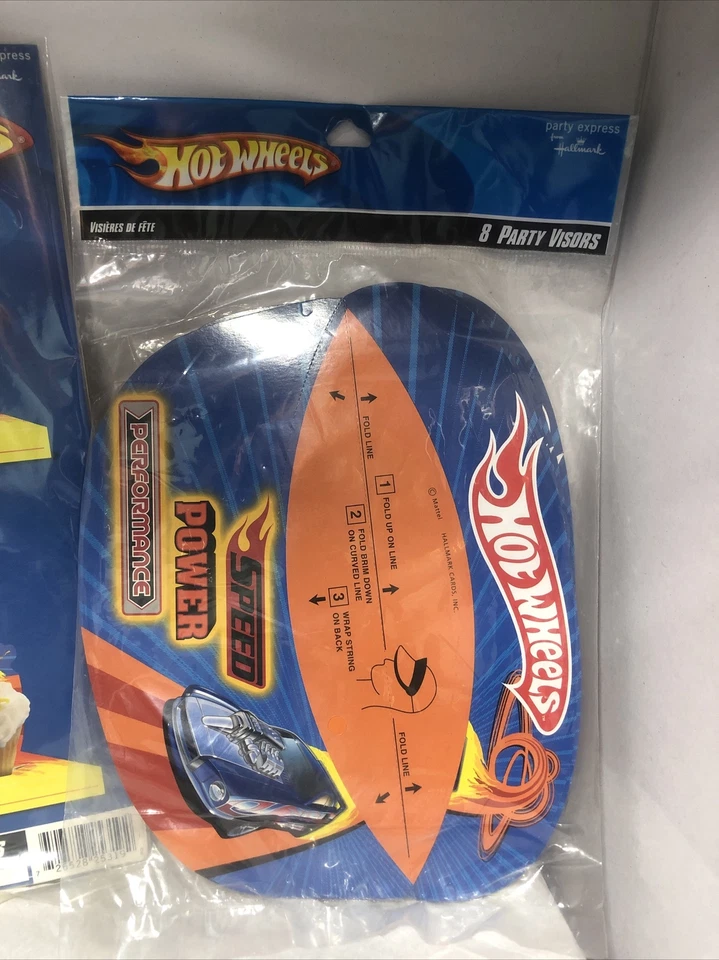 press
HOT WHEELS
party express
from
Hallmark
VISIÈRES DE FÊTE
8 PARTY VISORS
PERFORMANCE
POWER
SPEED
FOLD LINE
1 FOLD UP ON LINE
2 FOLD BRIM DOWN
ON CURVED LINE
3 WRAP STRING
ON BACK
FOLD LINE
© Mattel HALLMARK CARDS, INC.
HOT WHEELS